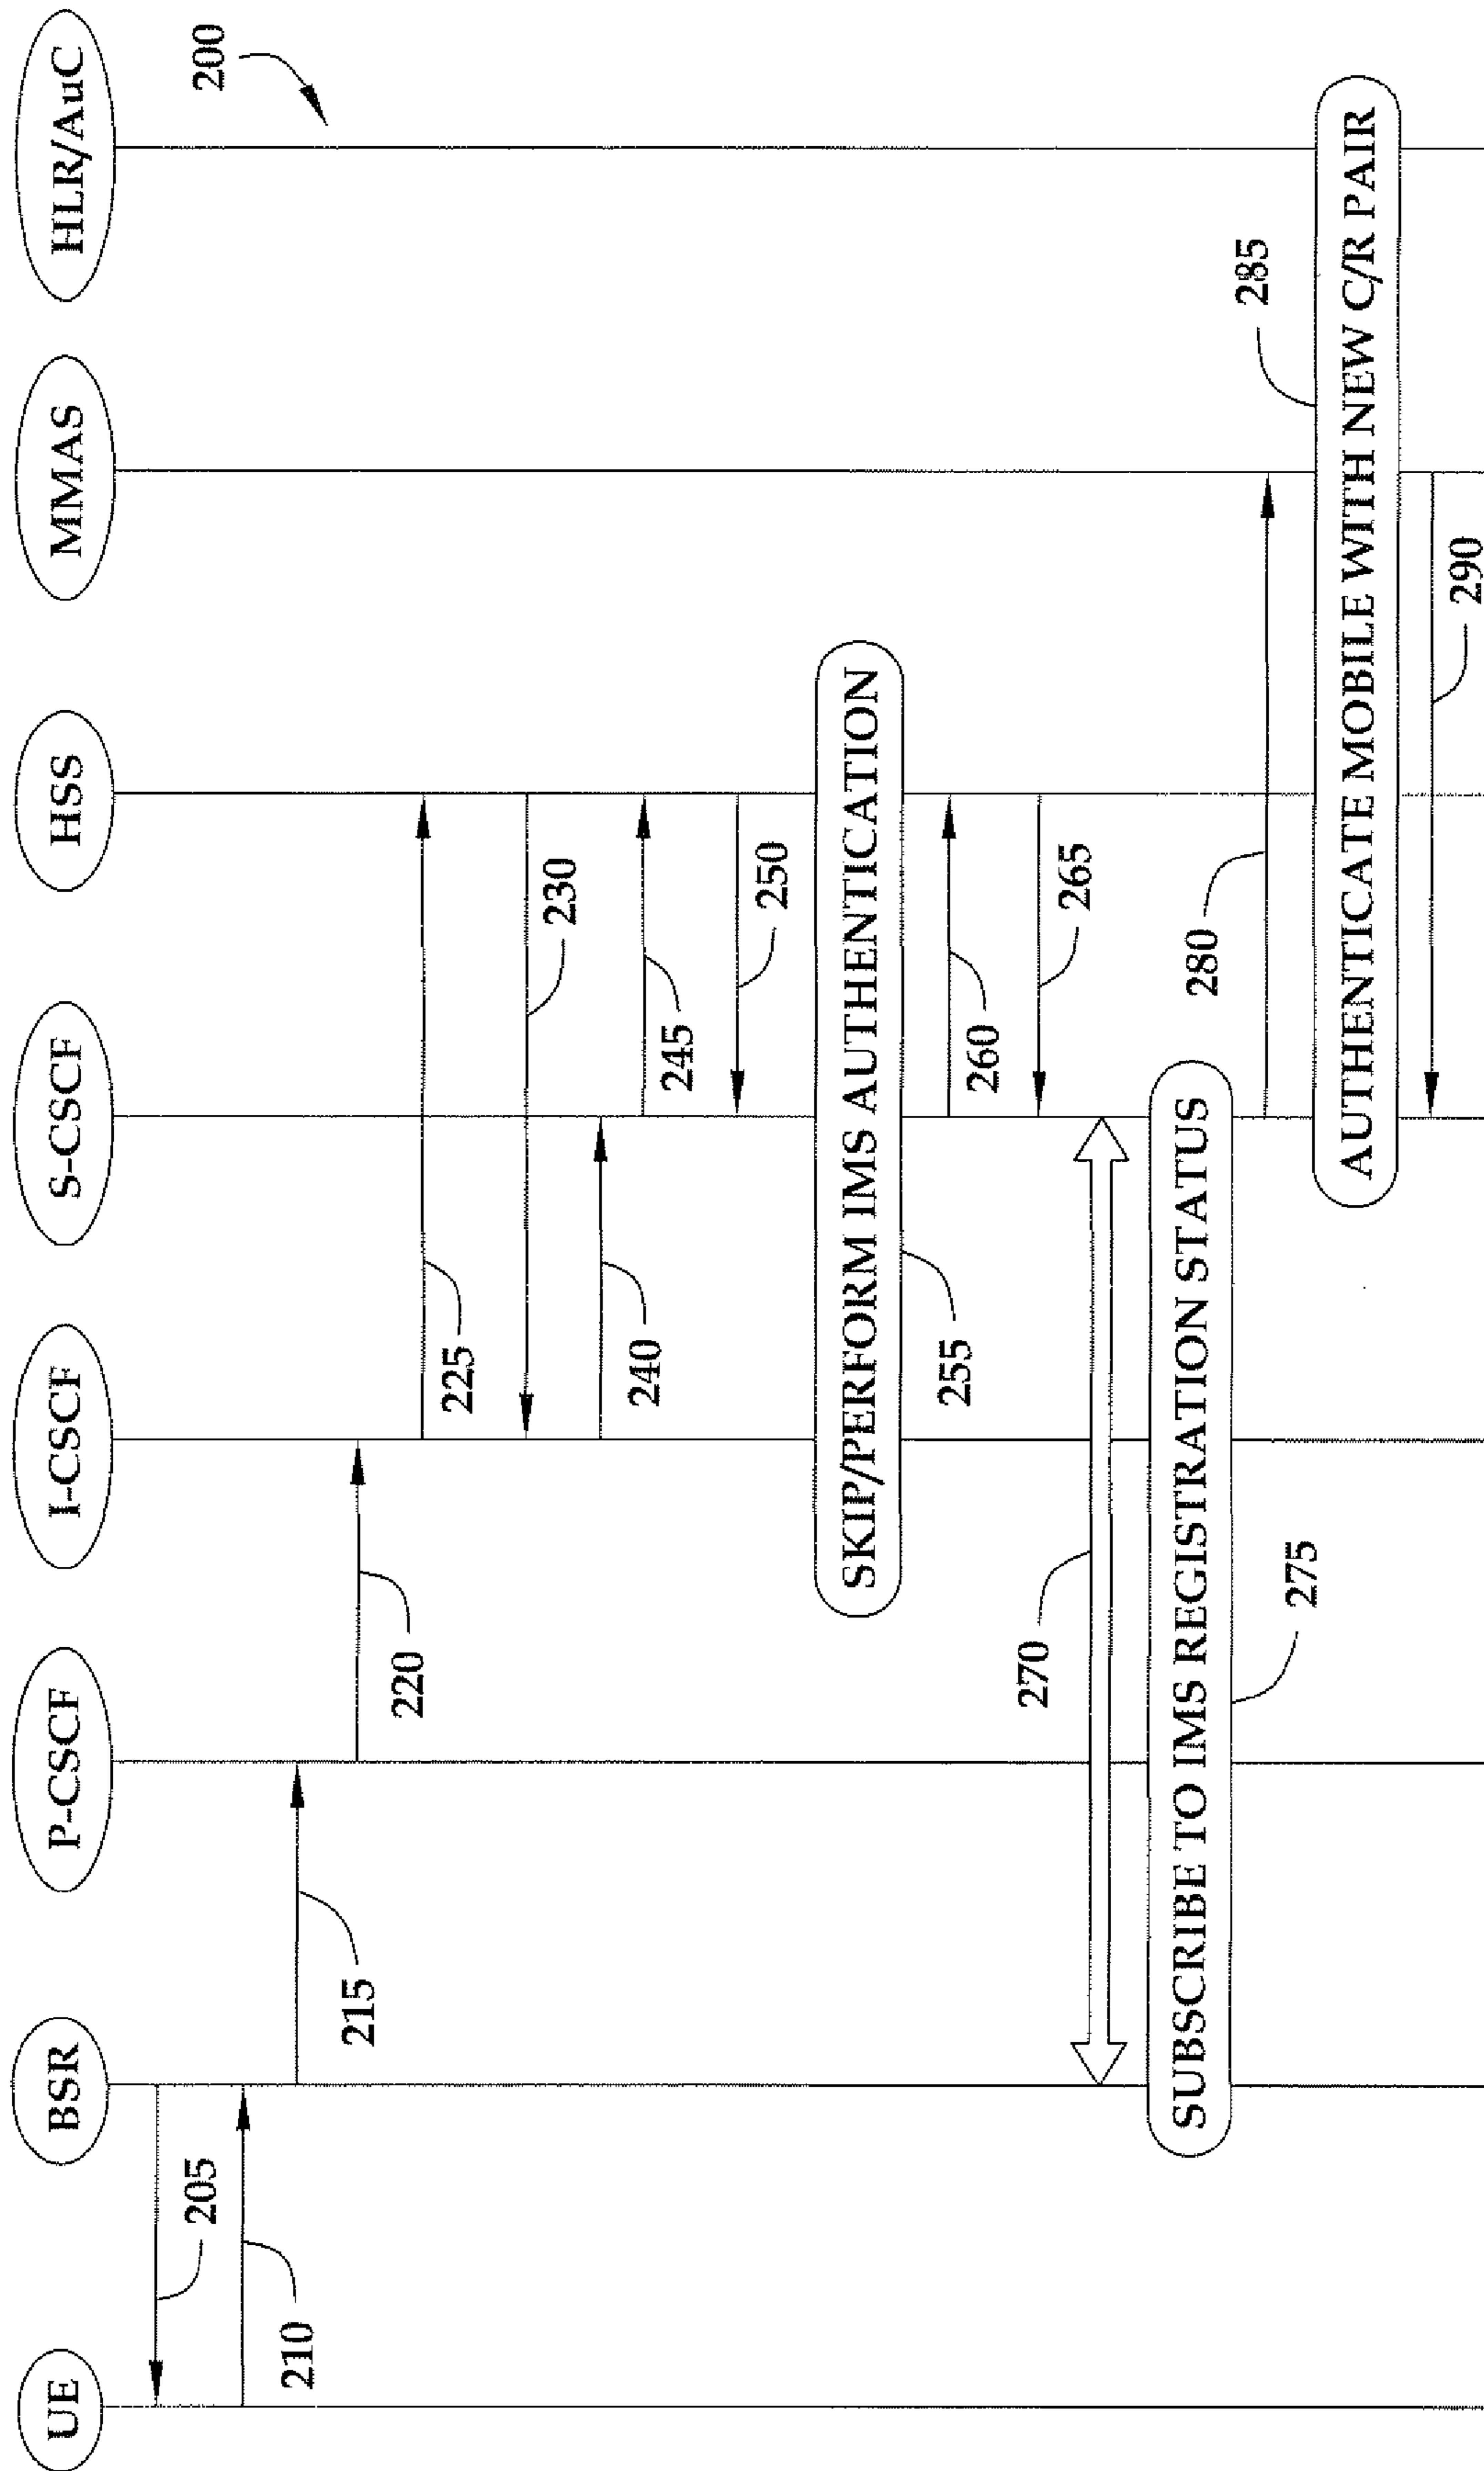 UE
BSR
P-CSCF
I-CSCF
S-CSCF
HSS
MMAS
HLR/AuC
200
205
210
215
220
225
230
240
245
250
SKIP/PERFORM IMS AUTHENTICATION
255
260
265
270
SUBSCRIBE TO IMS REGISTRATION STATUS
275
280
285
AUTHENTICATE MOBILE WITH NEW C/R PAIR
290